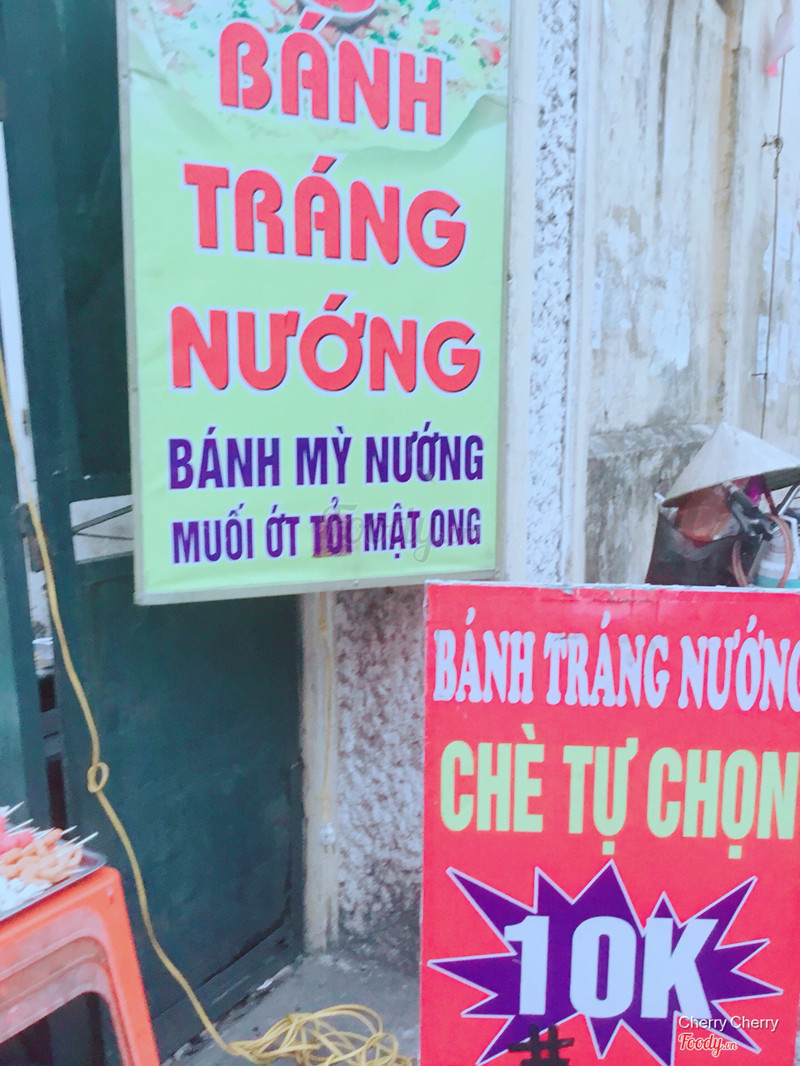 BÁNH
TRÁNG
NƯỚNG
BÁNH MỲ NƯỚNG
MUỐI ỚT TỎI MẬT ONG
Foody
BÁNH TRÁNG NƯỚNG
CHÈ TỰ CHỌN
10K
Cherry Cherry
Foody.vn